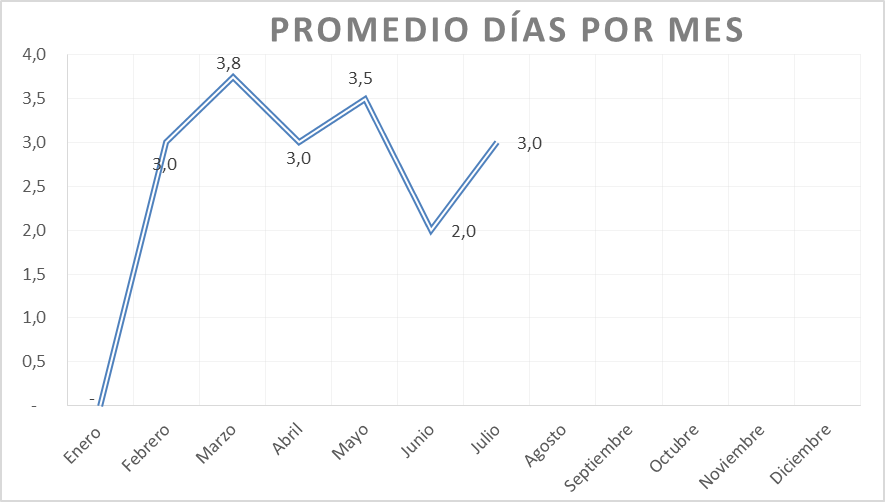 PROMEDIO DÍAS POR MES
4,0
3,5
3,0
2,5
2,0
1,5
1,0
0,5
-
-
3,0
3,8
3,0
3,5
2,0
3,0
Enero
Febrero
Marzo
Abril
Mayo
Junio
Julio
Agosto
Septiembre
Octubre
Noviembre
Diciembre